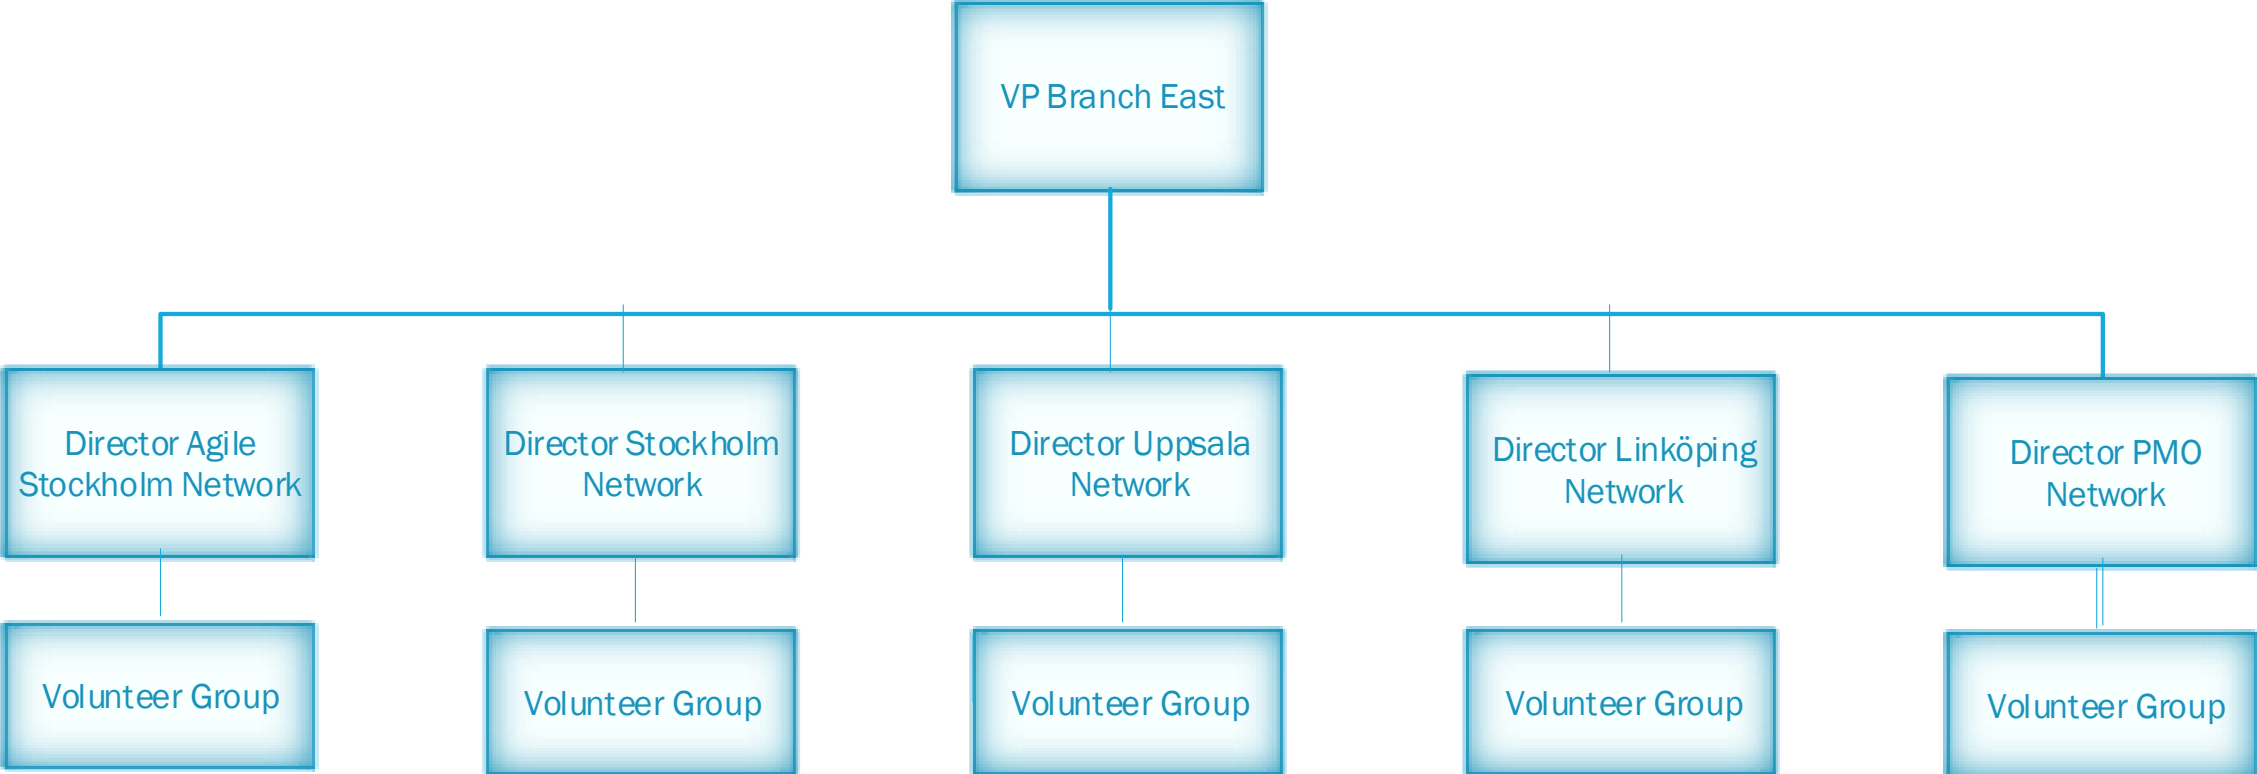 VP Branch East
Director Agile
Stockholm Network
Director Stockholm
Network
Director Uppsala
Network
Director Linköping
Network
Director PMO
Network
Volunteer Group
Volunteer Group
Volunteer Group
Volunteer Group
Volunteer Group